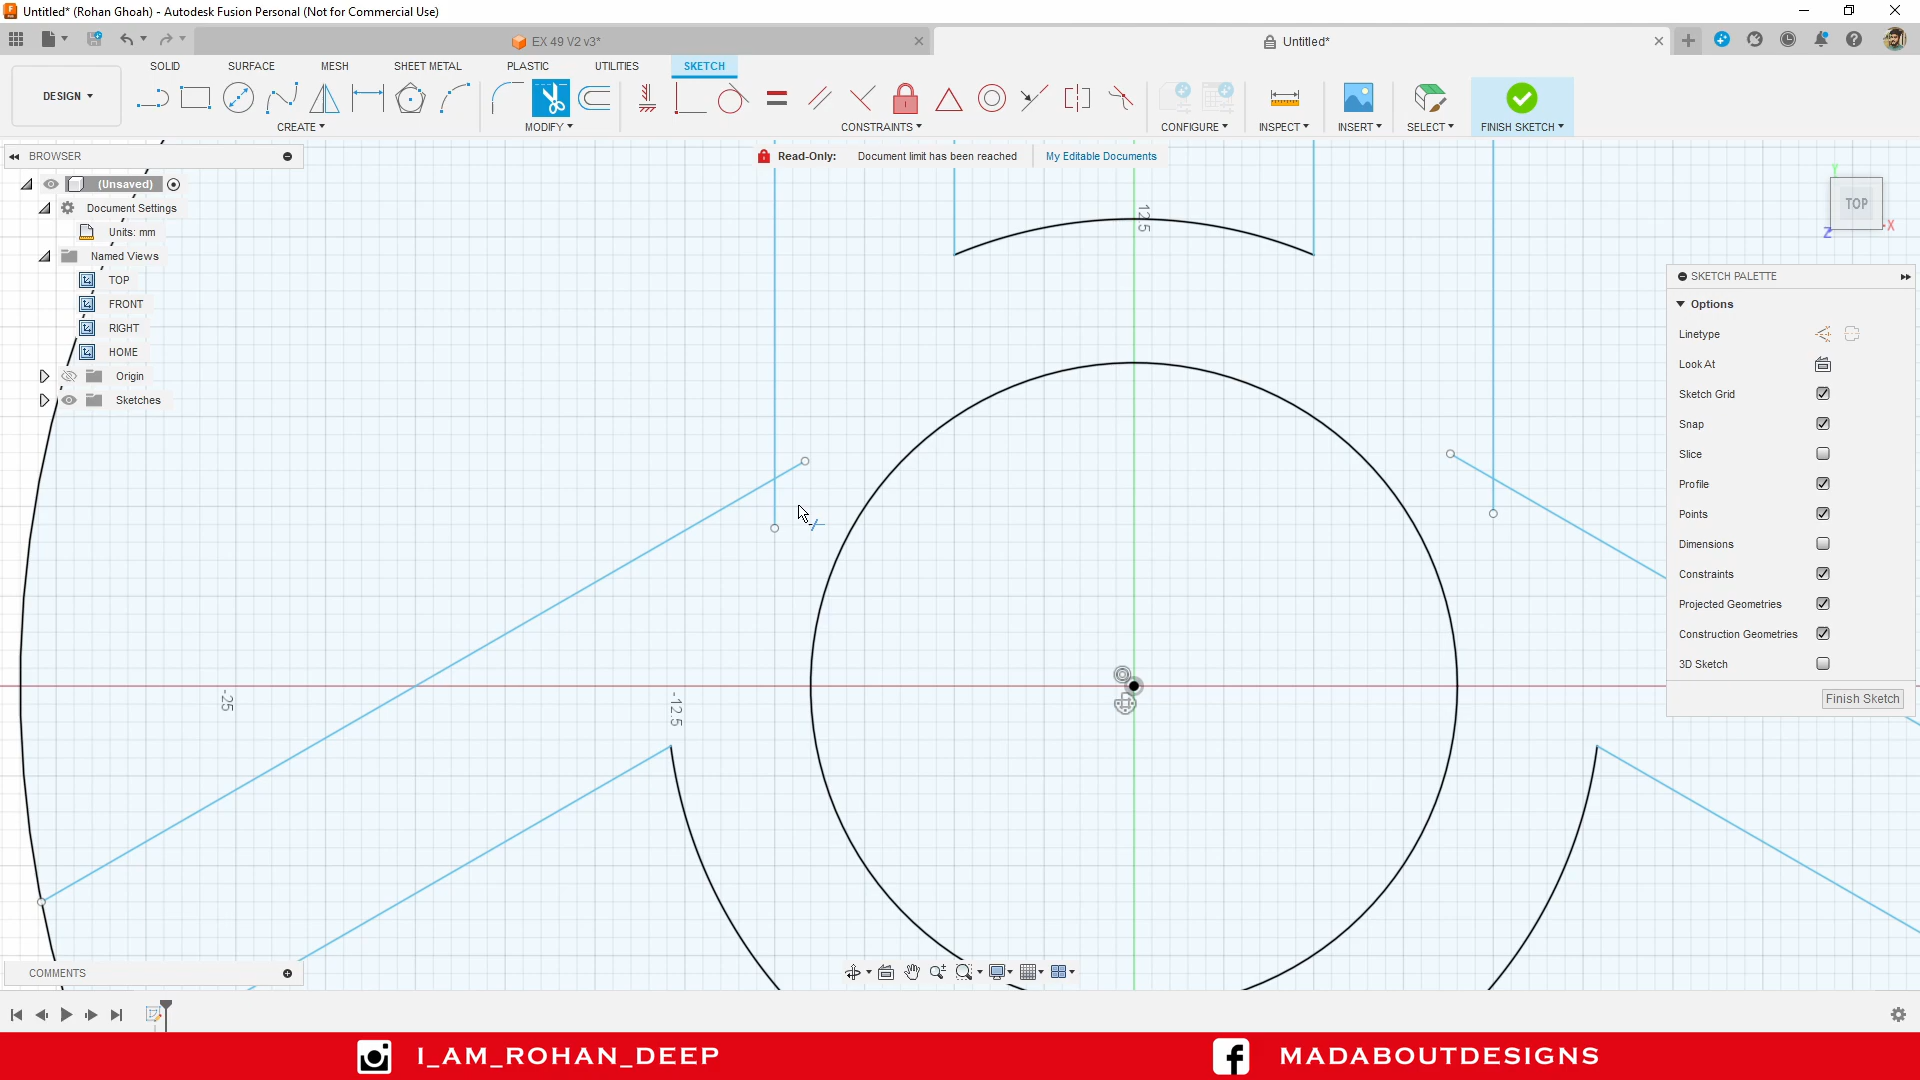 Untitled* (Rohan Ghoah) - Autodesk Fusion Personal (Not for Commercial Use)
EX 49 V2 v3*
Untitled*
DESIGN
SOLID
SURFACE
MESH
SHEET METAL
PLASTIC
UTILITIES
SKETCH
CREATE
MODIFY
CONSTRAINTS
CONFIGURE
INSPECT
INSERT
SELECT
FINISH SKETCH
BROWSER
Read-Only: Document limit has been reached
My Editable Documents
(Unsaved)
Document Settings
Units: mm
Named Views
TOP
FRONT
RIGHT
HOME
Origin
Sketches
12.5
-25
-12.5
Y
TOP
X
Z
SKETCH PALETTE
Options
Linetype
Look At
Sketch Grid
Snap
Slice
Profile
Points
Dimensions
Constraints
Projected Geometries
Construction Geometries
3D Sketch
Finish Sketch
COMMENTS
I_AM_ROHAN_DEEP
MADABOUTDESIGNS